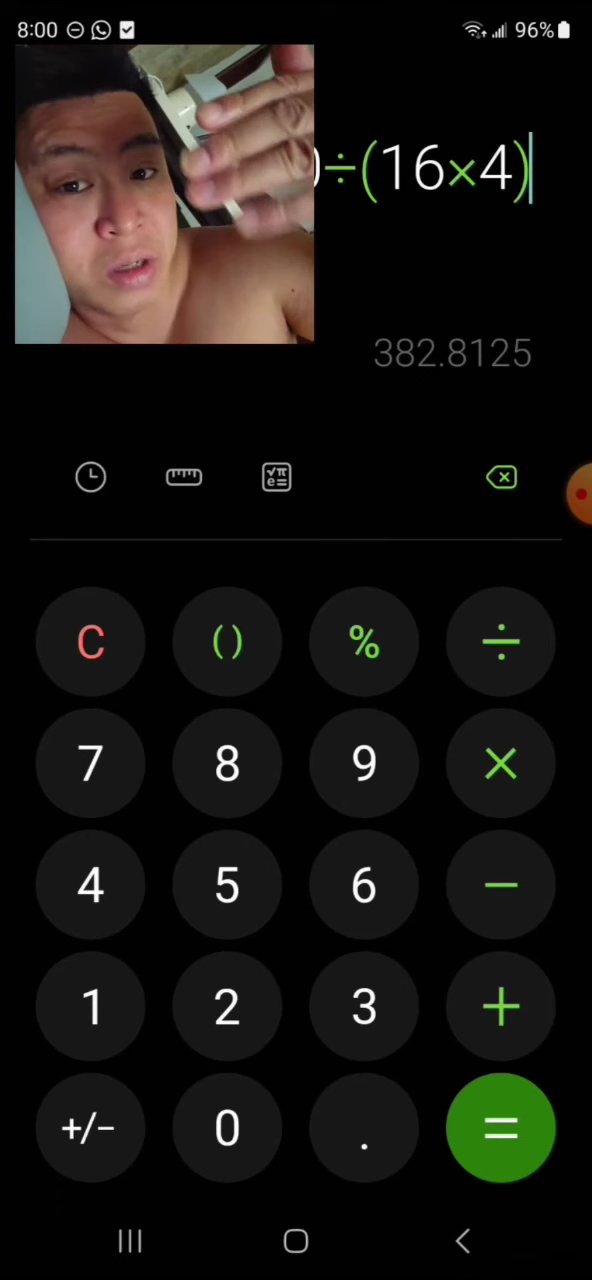 8:00 96%
÷(16×4)
382.8125
√π
e=
C () % ÷
7 8 9 ×
4 5 6 −
1 2 3 +
+/− 0 . =